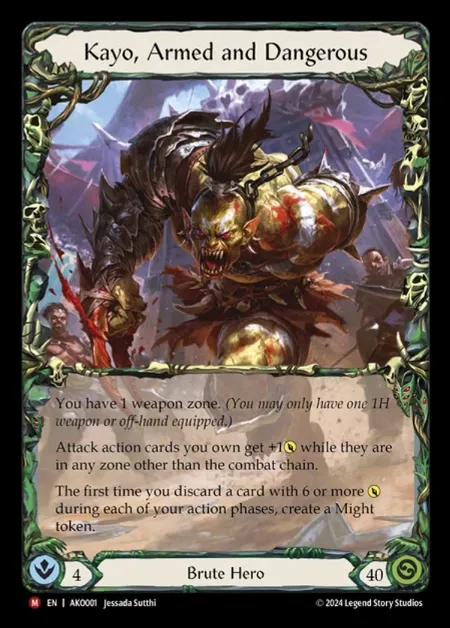 Kayo, Armed and Dangerous
You have 1 weapon zone. (You may only have one 1H
weapon or off-hand equipped.)
Attack action cards you own get +1 while they are
in any zone other than the combat chain.
The first time you discard a card with 6 or more
during each of your action phases, create a Might
token.
4
Brute Hero
40
M EN | AKO001 Jessada Sutthi
© 2024 Legend Story Studios